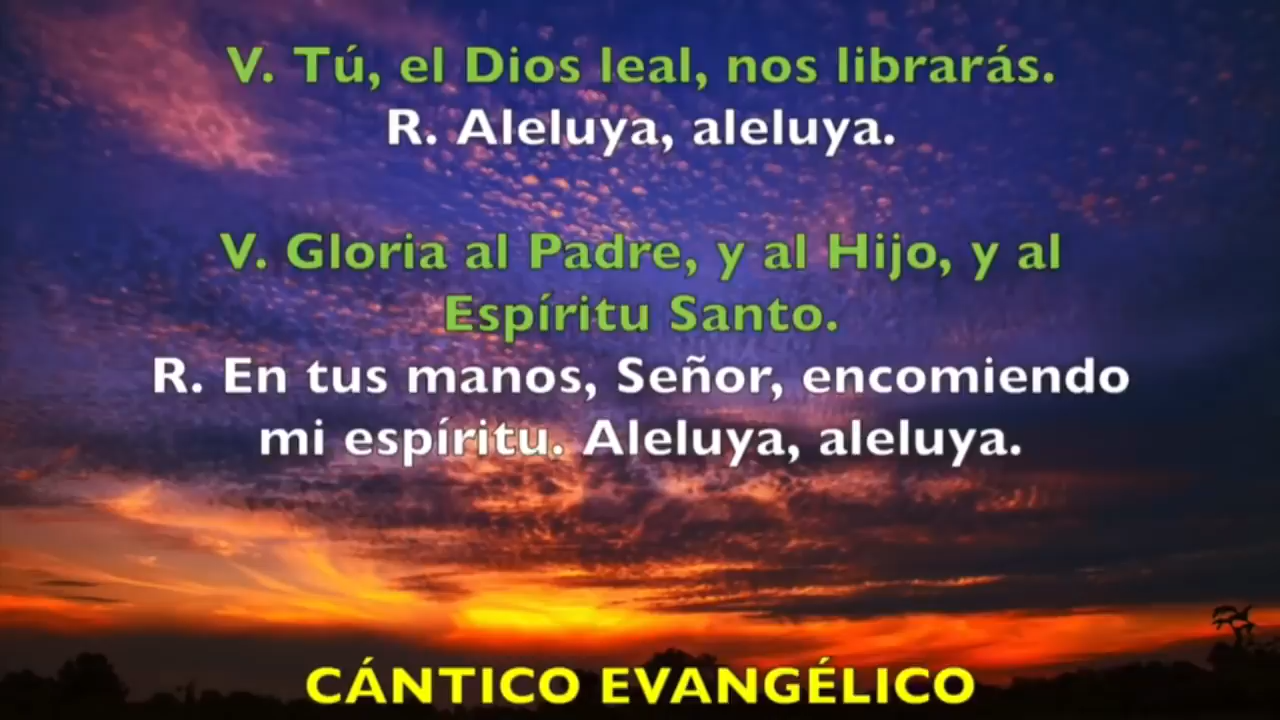 V. Tú, el Dios leal, nos librarás.
R. Aleluya, aleluya.
V. Gloria al Padre, y al Hijo, y al
Espíritu Santo.
R. En tus manos, Señor, encomiendo
mi espíritu. Aleluya, aleluya.
CÁNTICO EVANGÉLICO